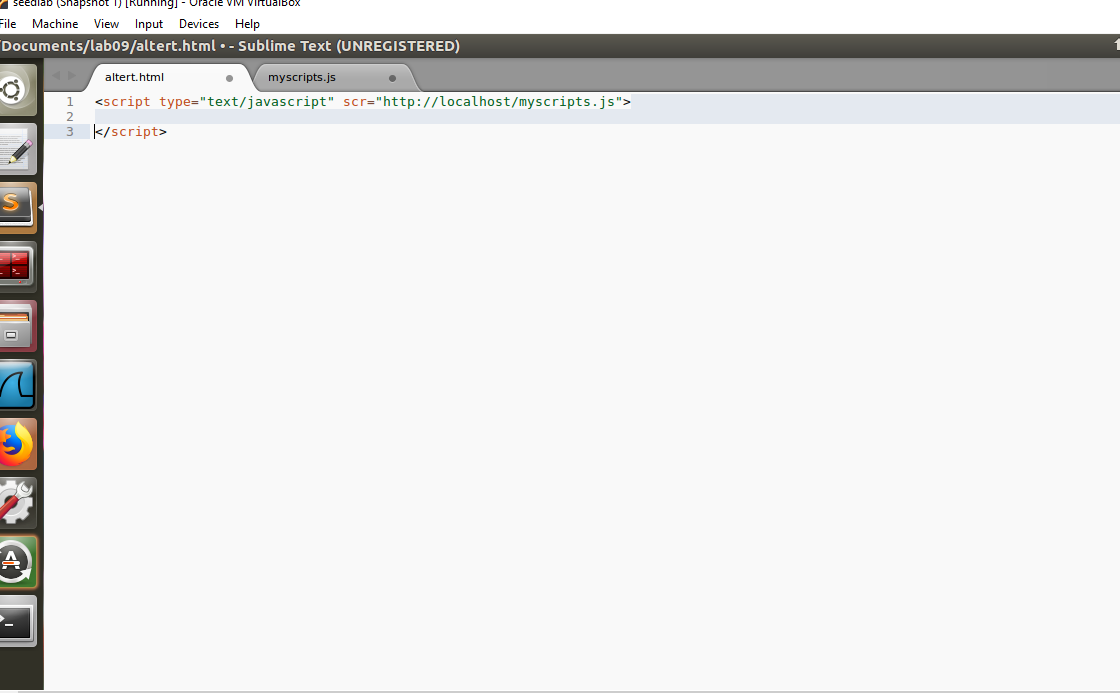 seedlab (Snapshot 1) [Running] - Oracle VM VirtualBox
File Machine View Input Devices Help
/Documents/lab09/altert.html • - Sublime Text (UNREGISTERED)
altert.html myscripts.js
1 <script type="text/javascript" scr="http://localhost/myscripts.js">
2
3 </script>